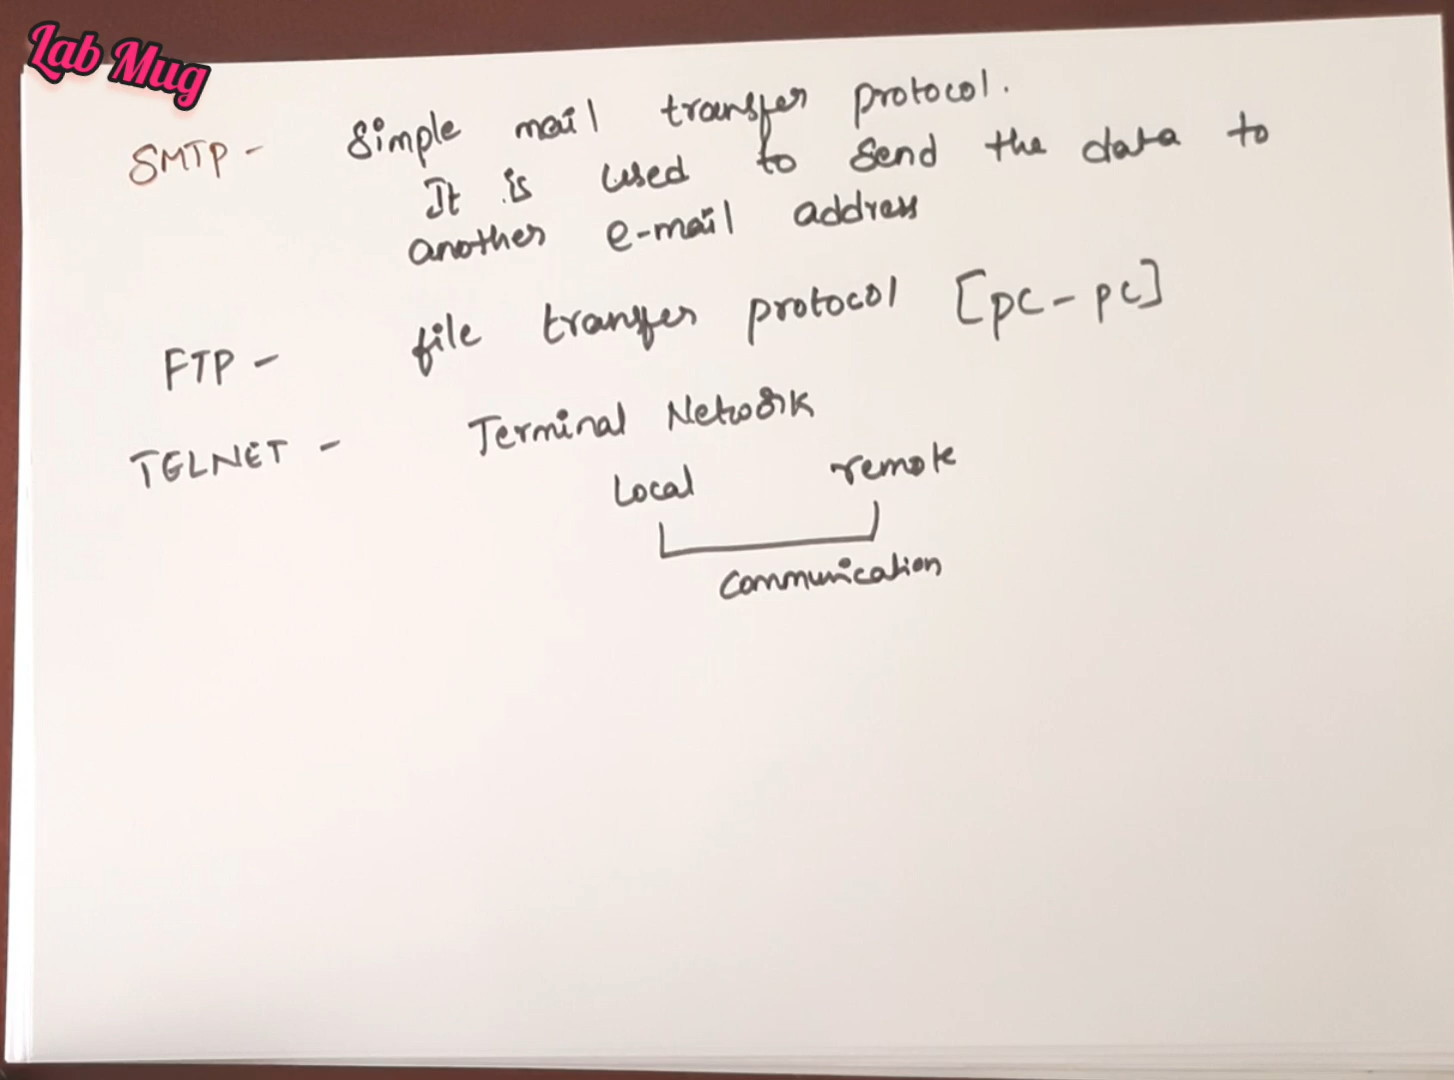 Lab Mug
SMTP - Simple mail transfer protocol.
It is used to send the data to
another e-mail address
FTP - file transfer protocol [pc - pc]
TELNET - Terminal Network
Local remote
Communication